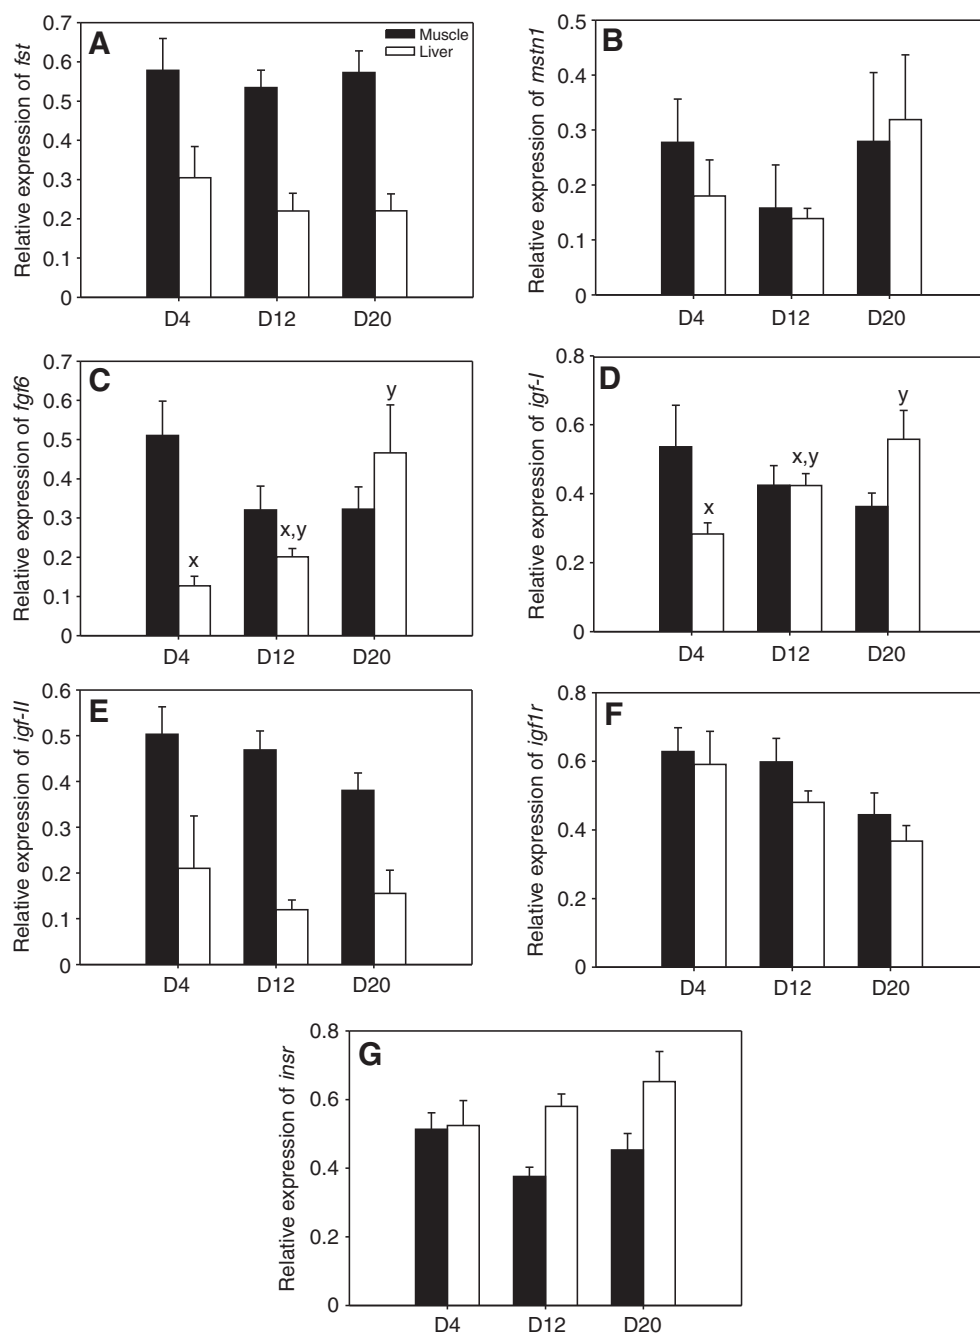 A
Muscle
Liver
Relative expression of fst
0.7
0.6
0.5
0.4
0.3
0.2
0.1
0
D4 D12 D20
B
Relative expression of mstn1
0.5
0.4
0.3
0.2
0.1
0
D4 D12 D20
C
Relative expression of fgf6
0.7
0.6
0.5
0.4
0.3
0.2
0.1
0
x x,y y
D4 D12 D20
D
Relative expression of igf-I
0.8
0.6
0.4
0.2
0
x x,y y
D4 D12 D20
E
Relative expression of igf-II
0.6
0.5
0.4
0.3
0.2
0.1
0
D4 D12 D20
F
Relative expression of igf1r
0.8
0.6
0.4
0.2
0
D4 D12 D20
G
Relative expression of insr
0.8
0.6
0.4
0.2
0
D4 D12 D20